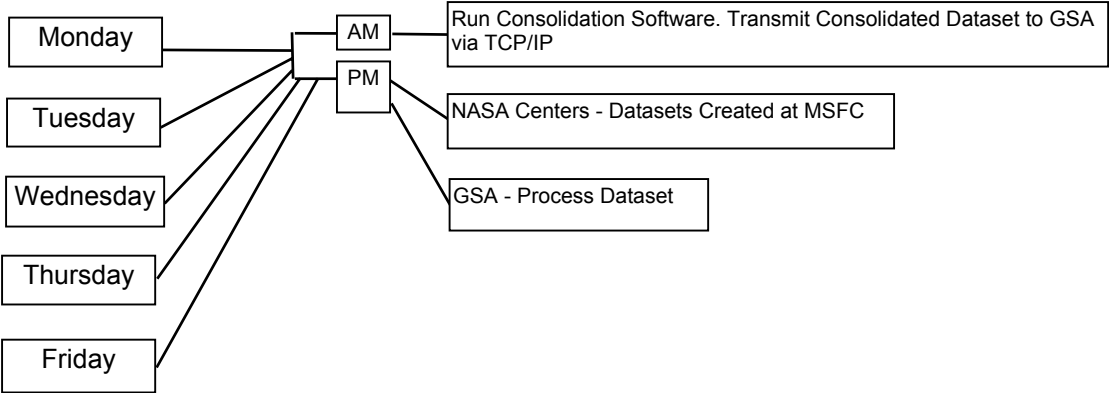 Monday
AM
Run Consolidation Software. Transmit Consolidated Dataset to GSA
via TCP/IP
PM
Tuesday
NASA Centers - Datasets Created at MSFC
Wednesday
GSA - Process Dataset
Thursday
Friday